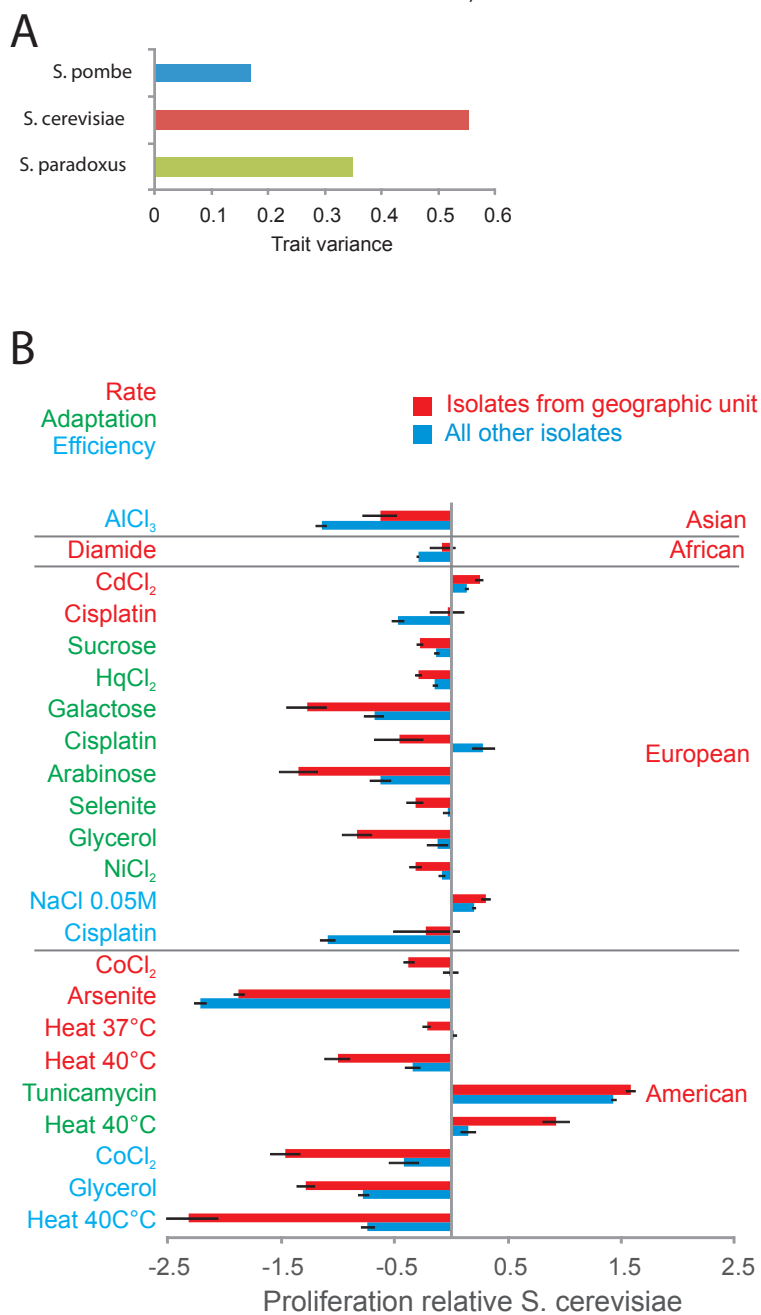 A
S. pombe
S. cerevisiae
S. paradoxus
0 0.1 0.2 0.3 0.4 0.5 0.6
Trait variance
B
Rate
Adaptation
Efficiency
Isolates from geographic unit
All other isolates
AlCl₃ Asian
Diamide African
CdCl₂
Cisplatin
Sucrose
HqCl₂
Galactose
Cisplatin European
Arabinose
Selenite
Glycerol
NiCl₂
NaCl 0.05M
Cisplatin
CoCl₂
Arsenite
Heat 37°C
Heat 40°C
Tunicamycin American
Heat 40°C
CoCl₂
Glycerol
Heat 40C°C
-2.5 -1.5 -0.5 0.5 1.5 2.5
Proliferation relative S. cerevisiae